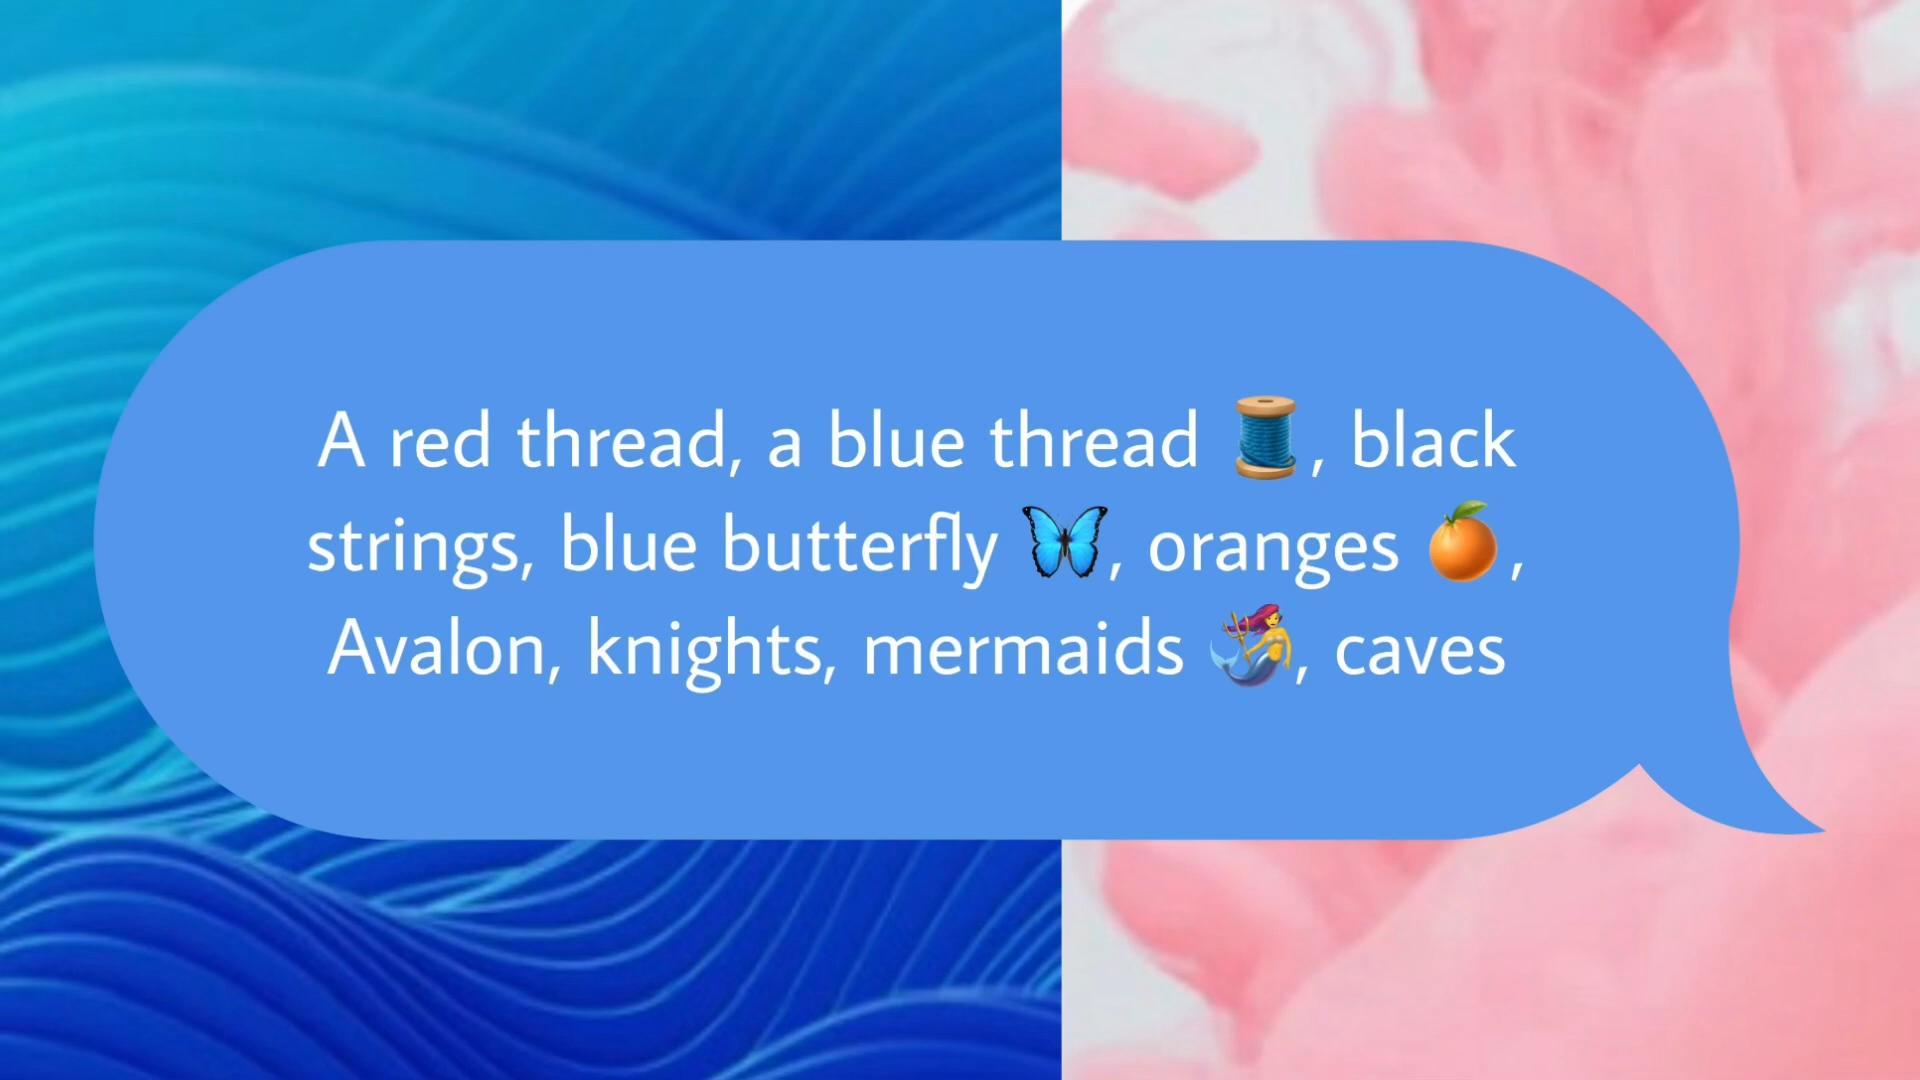 A red thread, a blue thread 🧵, black
strings, blue butterfly 🦋, oranges 🍊,
Avalon, knights, mermaids 🧜‍♀️, caves